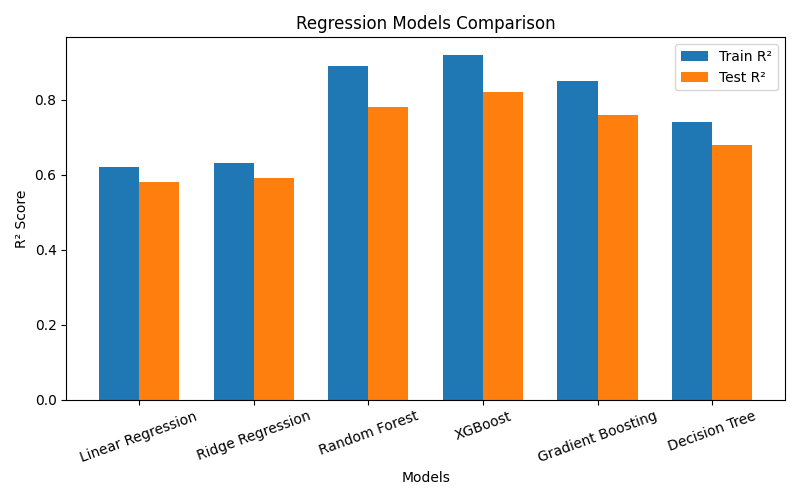 Regression Models Comparison
Train R²
Test R²
R² Score
0.8
0.6
0.4
0.2
0.0
Linear Regression
Ridge Regression
Random Forest
XGBoost
Gradient Boosting
Decision Tree
Models